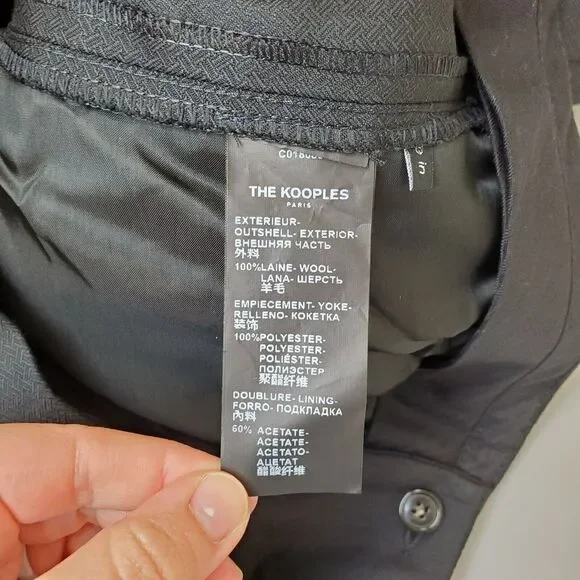 THE KOOPLES
PARIS
EXTERIEUR-
OUTSHELL- EXTERIOR-
ВНЕШНЯЯ ЧАСТЬ
外料
100%LAINE- WOOL-
LANA- ШЕРСТЬ
羊毛
EMPIECEMENT- YOKE-
RELLENO- КОКЕТКА
装饰
100%POLYESTER-
POLYESTER-
POLIÉSTER-
ПОЛИЭСТЕР
聚酯纤维
DOUBLURE- LINING-
FORRO- ПОДКЛАДКА
內料
60% ACETATE-
ACETATE-
ACETATO-
АЦЕТАТ
醋酸纤维
in